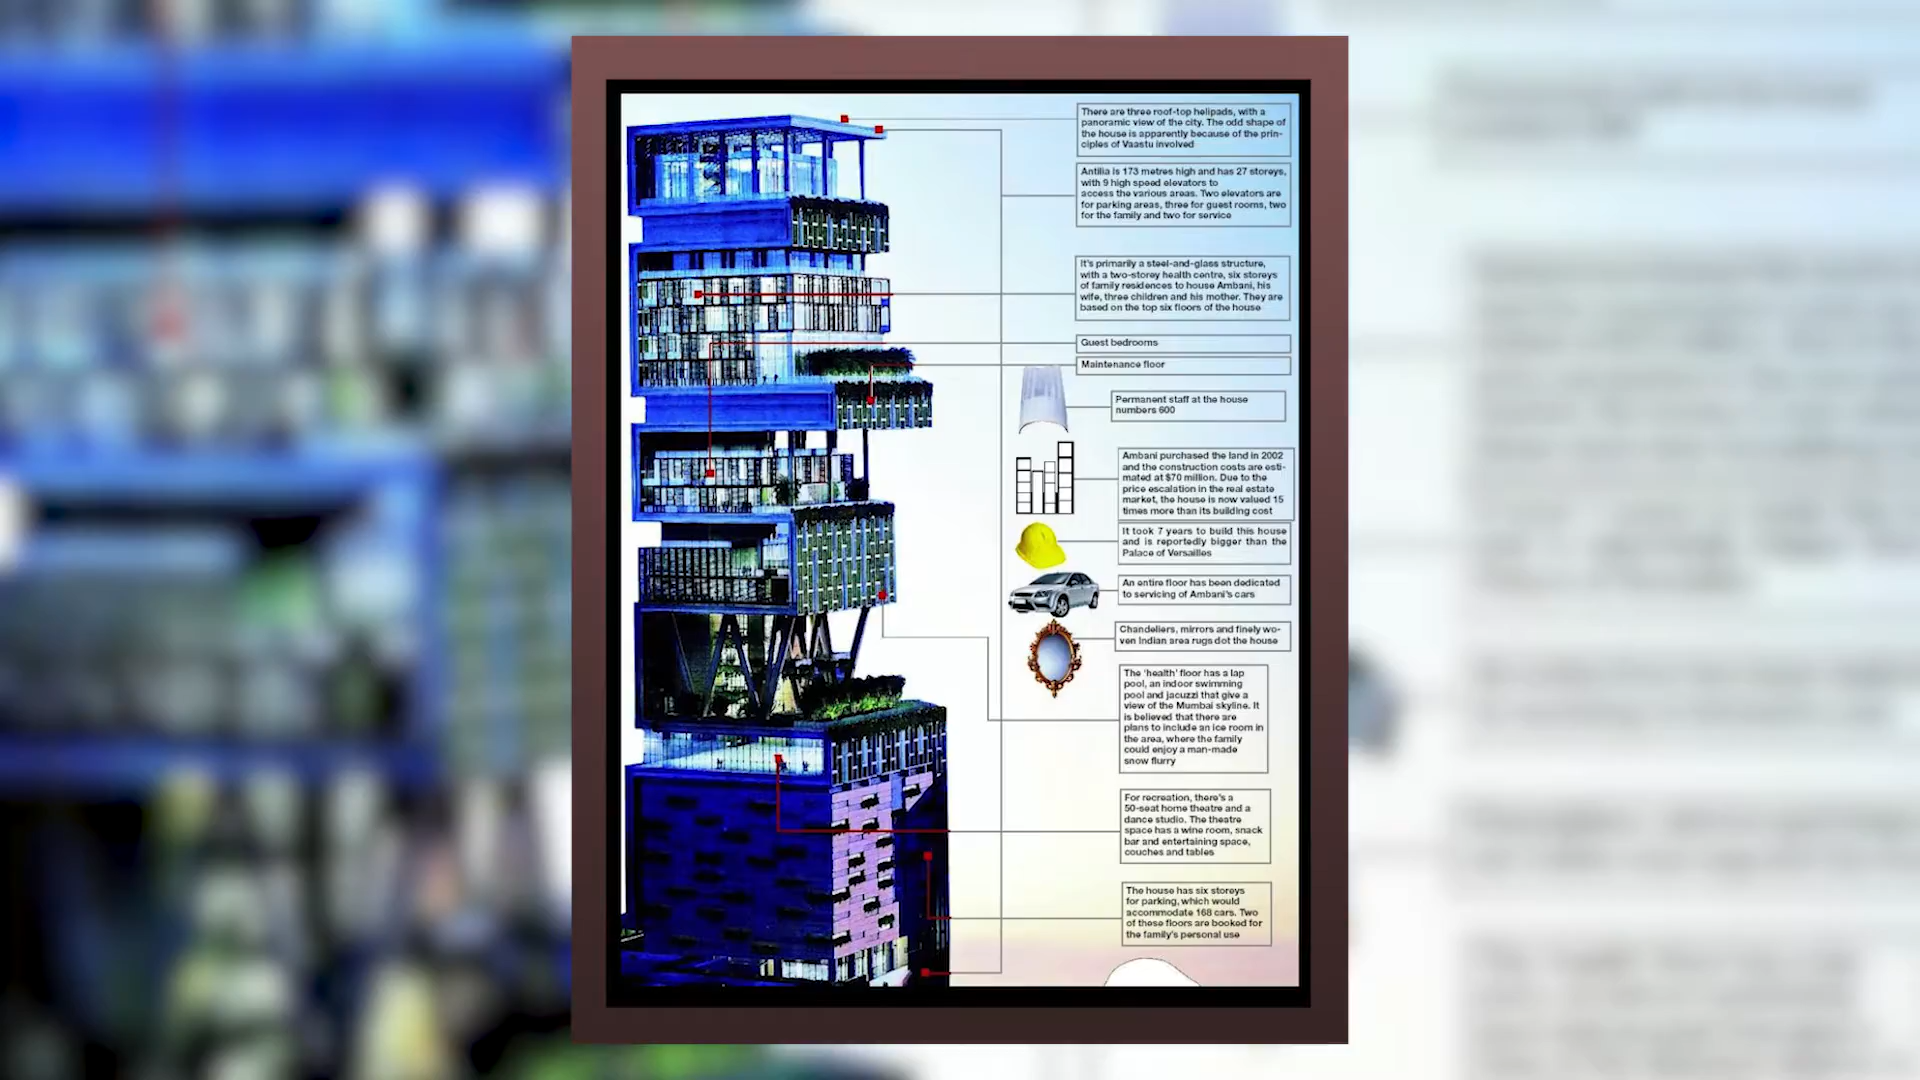 There are three roof-top helipads, with a
panoramic view of the city. The odd shape of
the house is apparently because of the prin-
ciples of Vaastu involved
Antilia is 173 metres high and has 27 storeys,
with 9 high speed elevators to
access the various areas. Two elevators are
for parking areas, three for guest rooms, two
for the family and two for service
It's primarily a steel-and-glass structure,
with a two-storey health centre, six storeys
of family residences to house Ambani, his
wife, three children and his mother. They are
based on the top six floors of the house
Guest bedrooms
Maintenance floor
Permanent staff at the house
numbers 600
Ambani purchased the land in 2002
and the construction costs are esti-
mated at $70 million. Due to the
price escalation in the real estate
market, the house is now valued 15
times more than its building cost
It took 7 years to build this house
and is reportedly bigger than the
Palace of Versailles
An entire floor has been dedicated
to servicing of Ambani's cars
Chandeliers, mirrors and finely wo-
ven Indian area rugs dot the house
The 'health' floor has a lap
pool, an indoor swimming
pool and jacuzzi that give a
view of the Mumbai skyline. It
is believed that there are
plans to include an ice room in
the area, where the family
could enjoy a man-made
snow flurry
For recreation, there's a
50-seat home theatre and a
dance studio. The theatre
space has a wine room, snack
bar and entertaining space,
couches and tables
The house has six storeys
for parking, which would
accommodate 168 cars. Two
of these floors are booked for
the family's personal use